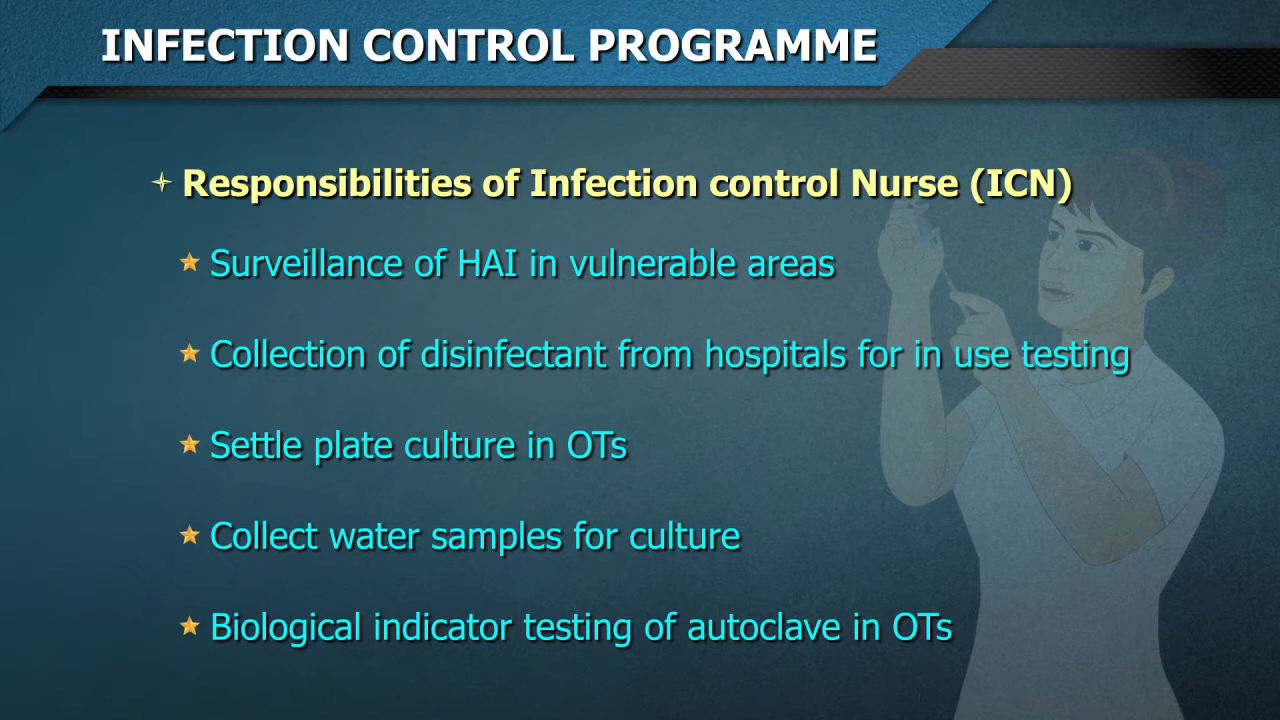 INFECTION CONTROL PROGRAMME
Responsibilities of Infection control Nurse (ICN)
Surveillance of HAI in vulnerable areas
Collection of disinfectant from hospitals for in use testing
Settle plate culture in OTs
Collect water samples for culture
Biological indicator testing of autoclave in OTs